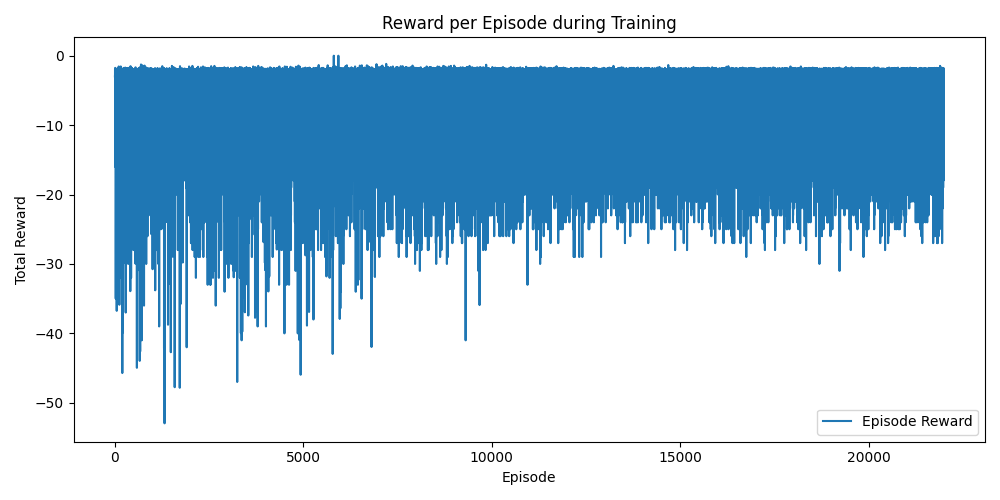 Reward per Episode during Training
Total Reward
0
−10
−20
−30
−40
−50
0
5000
10000
15000
20000
Episode
Episode Reward